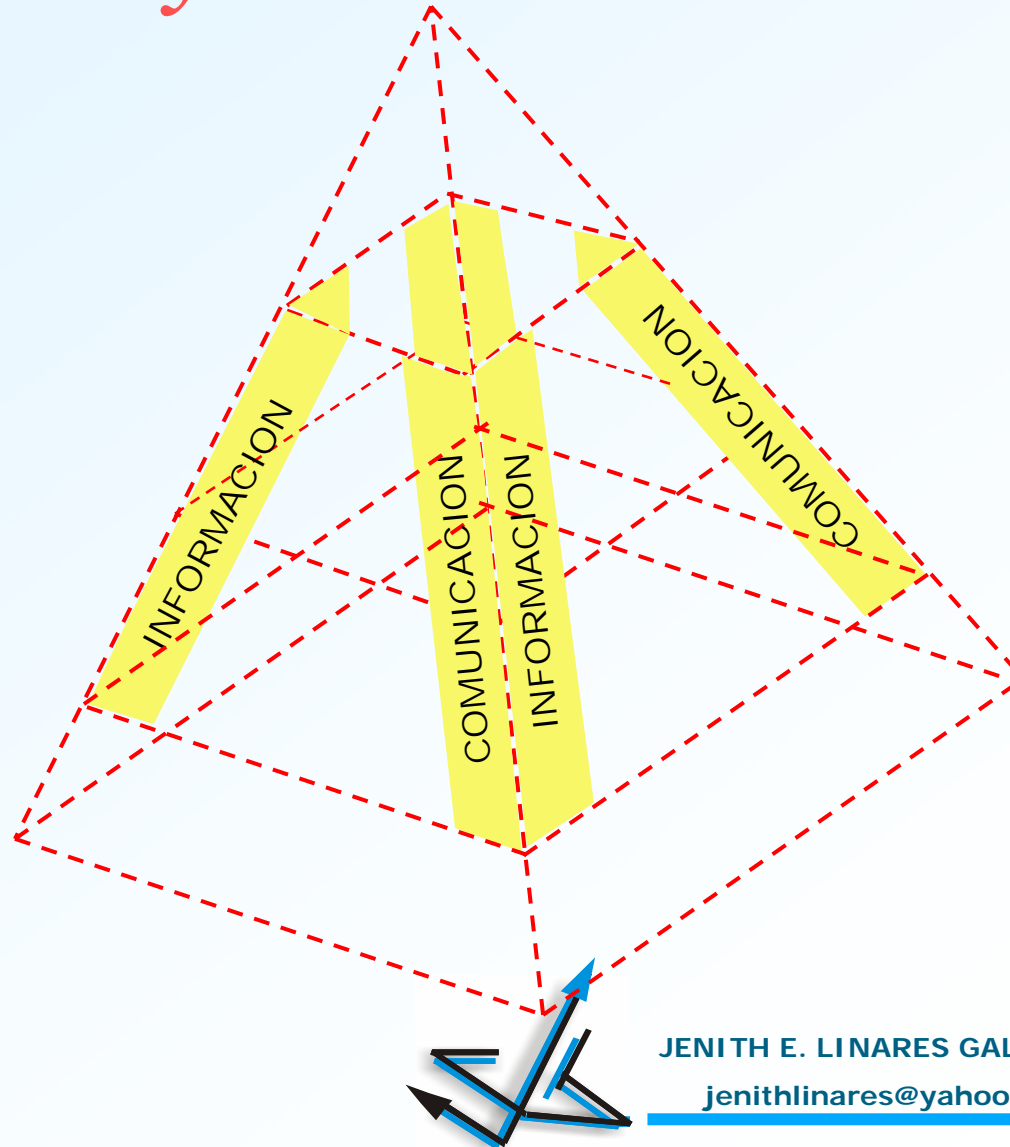 y
INFORMACION
COMUNICACION
INFORMACION
COMUNICACION
JENITH E. LINARES GAL
jenithlinares@yahoo